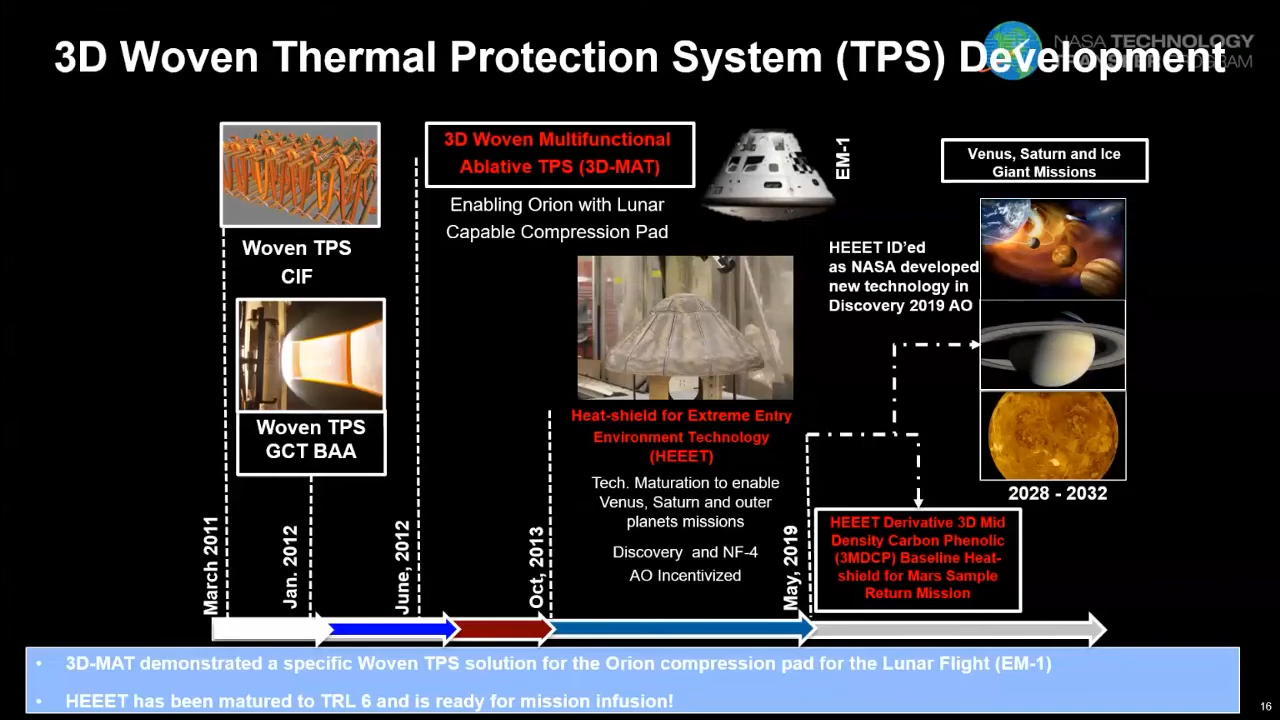 3D Woven Thermal Protection System (TPS) Development
NASA TECHNOLOGY
TRANSFER PROGRAM
Woven TPS
CIF
Woven TPS
GCT BAA
3D Woven Multifunctional
Ablative TPS (3D-MAT)
Enabling Orion with Lunar
Capable Compression Pad
EM-1
Heat-shield for Extreme Entry
Environment Technology
(HEEET)
Tech. Maturation to enable
Venus, Saturn and outer
planets missions
Discovery and NF-4
AO Incentivized
HEEET ID’ed
as NASA developed
new technology in
Discovery 2019 AO
Venus, Saturn and Ice
Giant Missions
2028 - 2032
HEEET Derivative 3D Mid
Density Carbon Phenolic
(3MDCP) Baseline Heat-
shield for Mars Sample
Return Mission
March 2011
Jan. 2012
June, 2012
Oct, 2013
May, 2019
• 3D-MAT demonstrated a specific Woven TPS solution for the Orion compression pad for the Lunar Flight (EM-1)
• HEEET has been matured to TRL 6 and is ready for mission infusion!
16